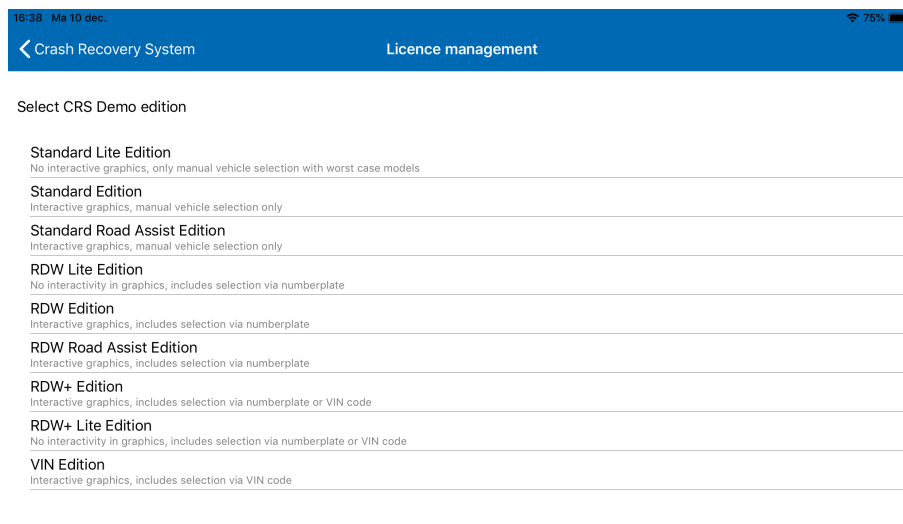 16:38 Ma 10 dec. 75%
Crash Recovery System Licence management
Select CRS Demo edition
Standard Lite Edition
No interactive graphics, only manual vehicle selection with worst case models
Standard Edition
Interactive graphics, manual vehicle selection only
Standard Road Assist Edition
Interactive graphics, manual vehicle selection only
RDW Lite Edition
No interactivity in graphics, includes selection via numberplate
RDW Edition
Interactive graphics, includes selection via numberplate
RDW Road Assist Edition
Interactive graphics, includes selection via numberplate
RDW+ Edition
Interactive graphics, includes selection via numberplate or VIN code
RDW+ Lite Edition
No interactivity in graphics, includes selection via numberplate or VIN code
VIN Edition
Interactive graphics, includes selection via VIN code